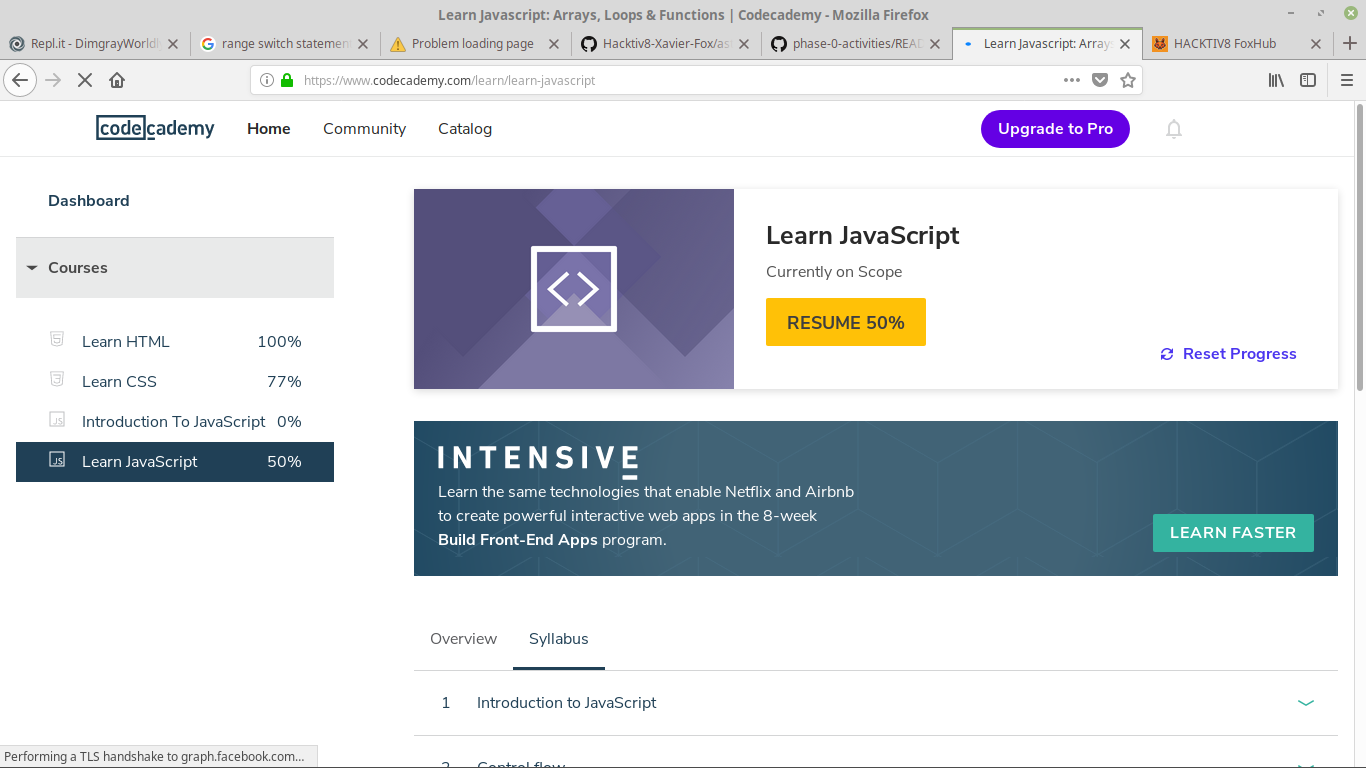 Learn Javascript: Arrays, Loops & Functions | Codecademy - Mozilla Firefox
Repl.it - DimgrayWorld
range switch statemen
Problem loading page
Hacktiv8-Xavier-Fox/as
phase-0-activities/READ
Learn Javascript: Arrays
HACKTIV8 FoxHub
https://www.codecademy.com/learn/learn-javascript
codecademy
Home
Community
Catalog
Upgrade to Pro
Dashboard
Courses
Learn HTML 100%
Learn CSS 77%
Introduction To JavaScript 0%
JS Learn JavaScript 50%
Learn JavaScript
Currently on Scope
RESUME 50%
Reset Progress
INTENSIVE
Learn the same technologies that enable Netflix and Airbnb
to create powerful interactive web apps in the 8-week
Build Front-End Apps program.
LEARN FASTER
Overview
Syllabus
1 Introduction to JavaScript
2 Control flow
Performing a TLS handshake to graph.facebook.com...